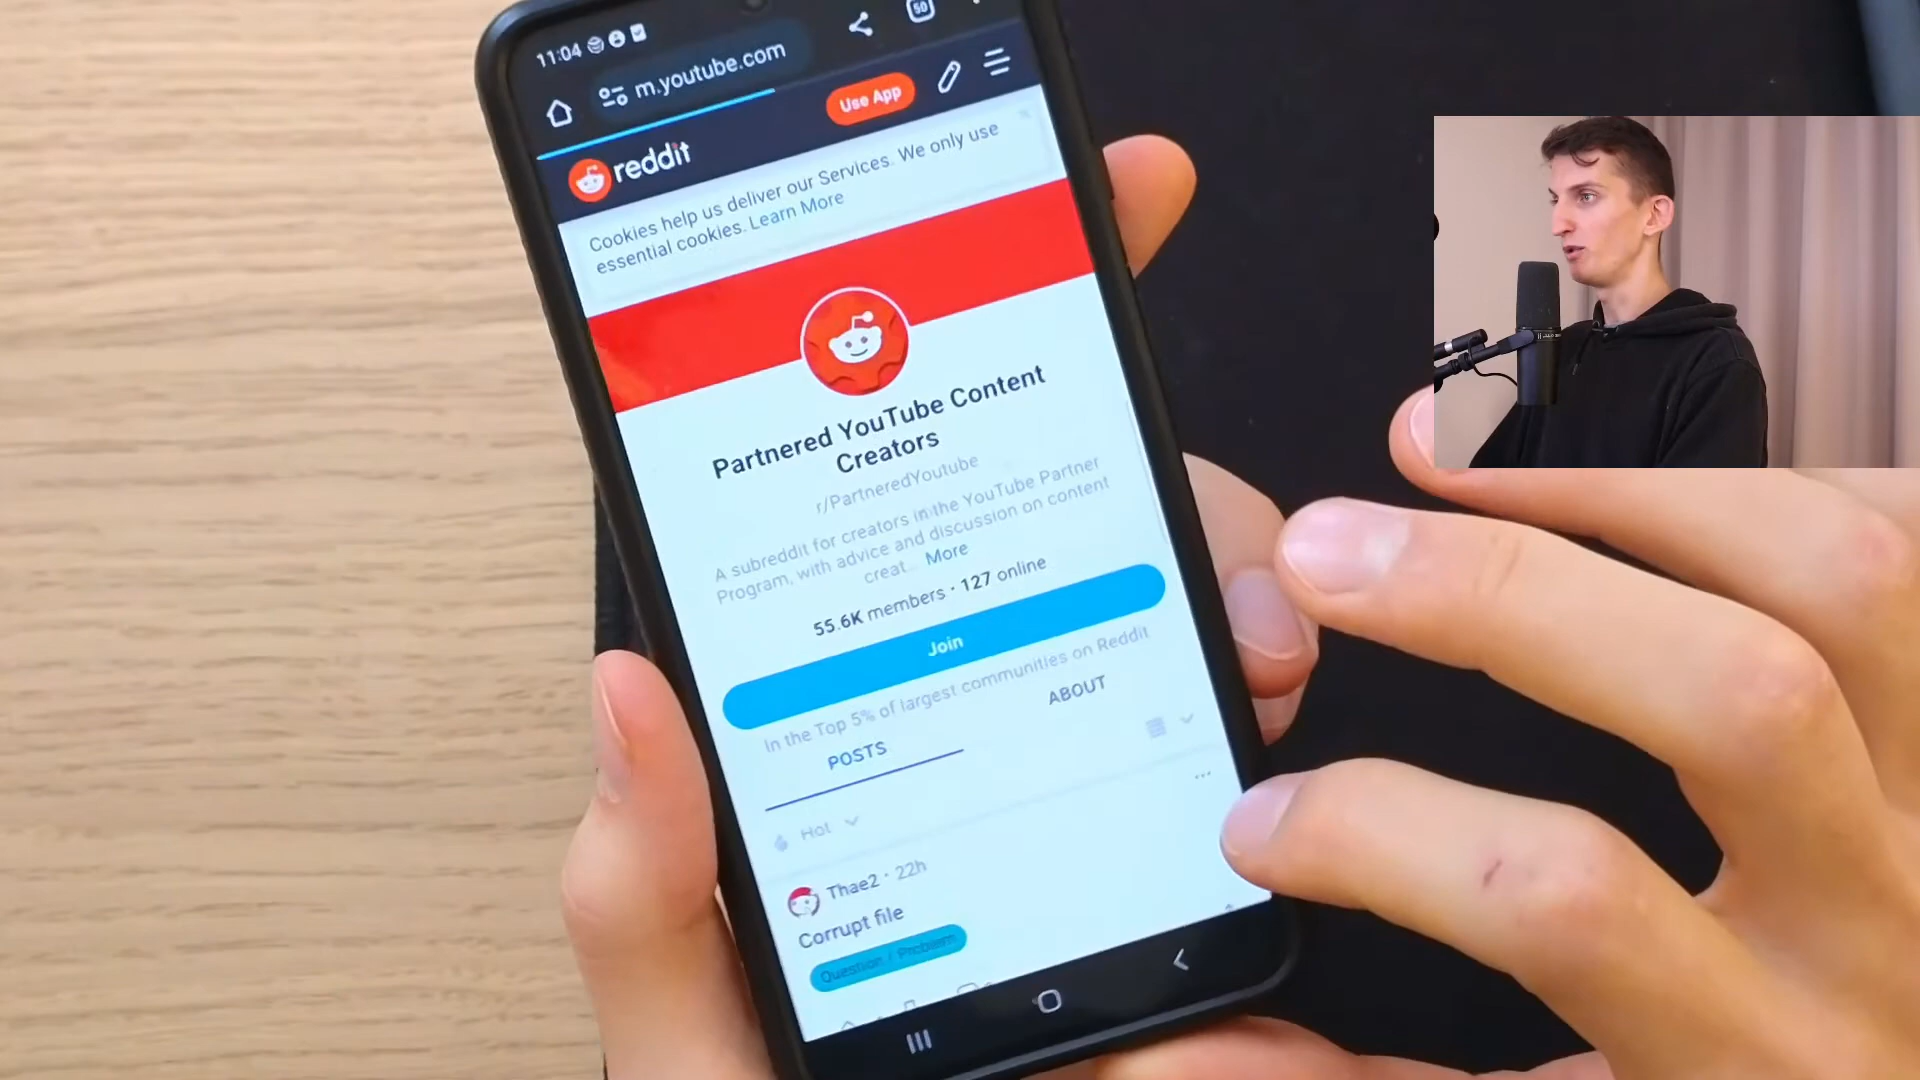 11:04
50
m.youtube.com
reddit
Use App
Cookies help us deliver our Services. We only use
essential cookies. Learn More
Partnered YouTube Content
Creators
r/PartneredYoutube
A subreddit for creators in the YouTube Partner
Program, with advice and discussion on content
creat... More
55.6K members · 127 online
Join
In the Top 5% of largest communities on Reddit
POSTS
ABOUT
Hot
Thae2 · 22h
Corrupt file
Question / Problem